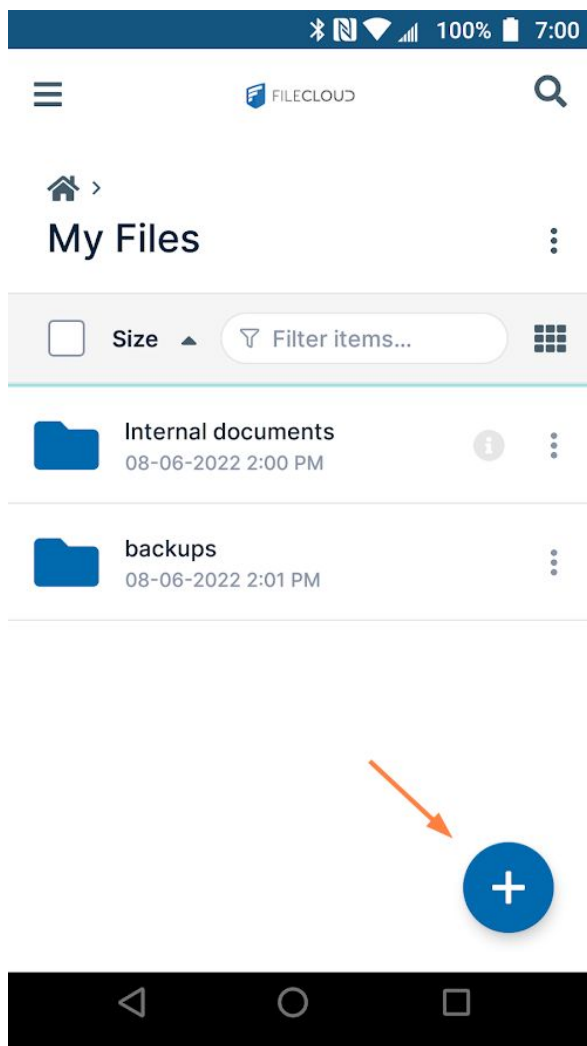 100% 7:00
FILECLOUD
My Files
Size Filter items...
Internal documents
08-06-2022 2:00 PM
backups
08-06-2022 2:01 PM